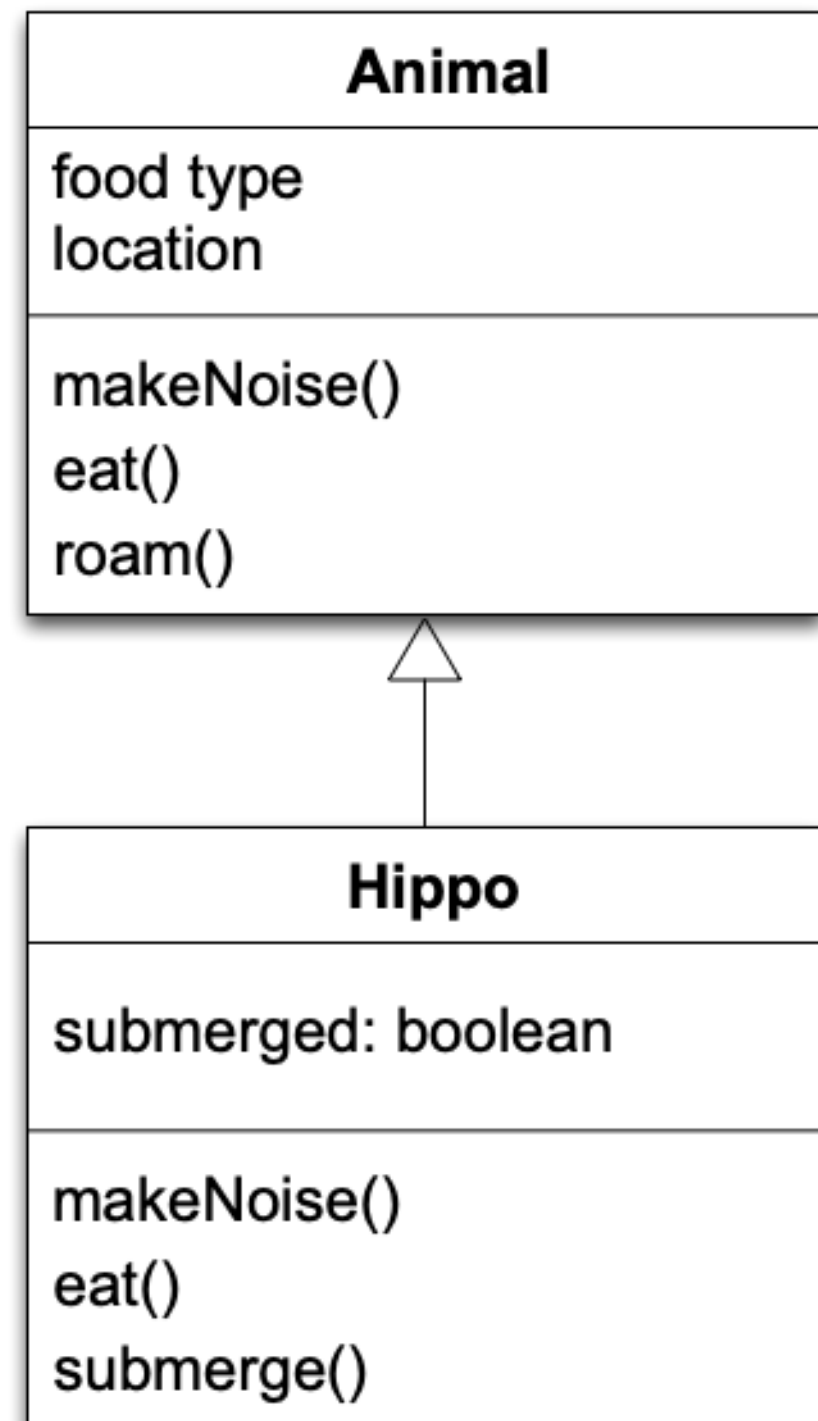 Animal
food type
location
makeNoise()
eat()
roam()
Hippo
submerged: boolean
makeNoise()
eat()
submerge()